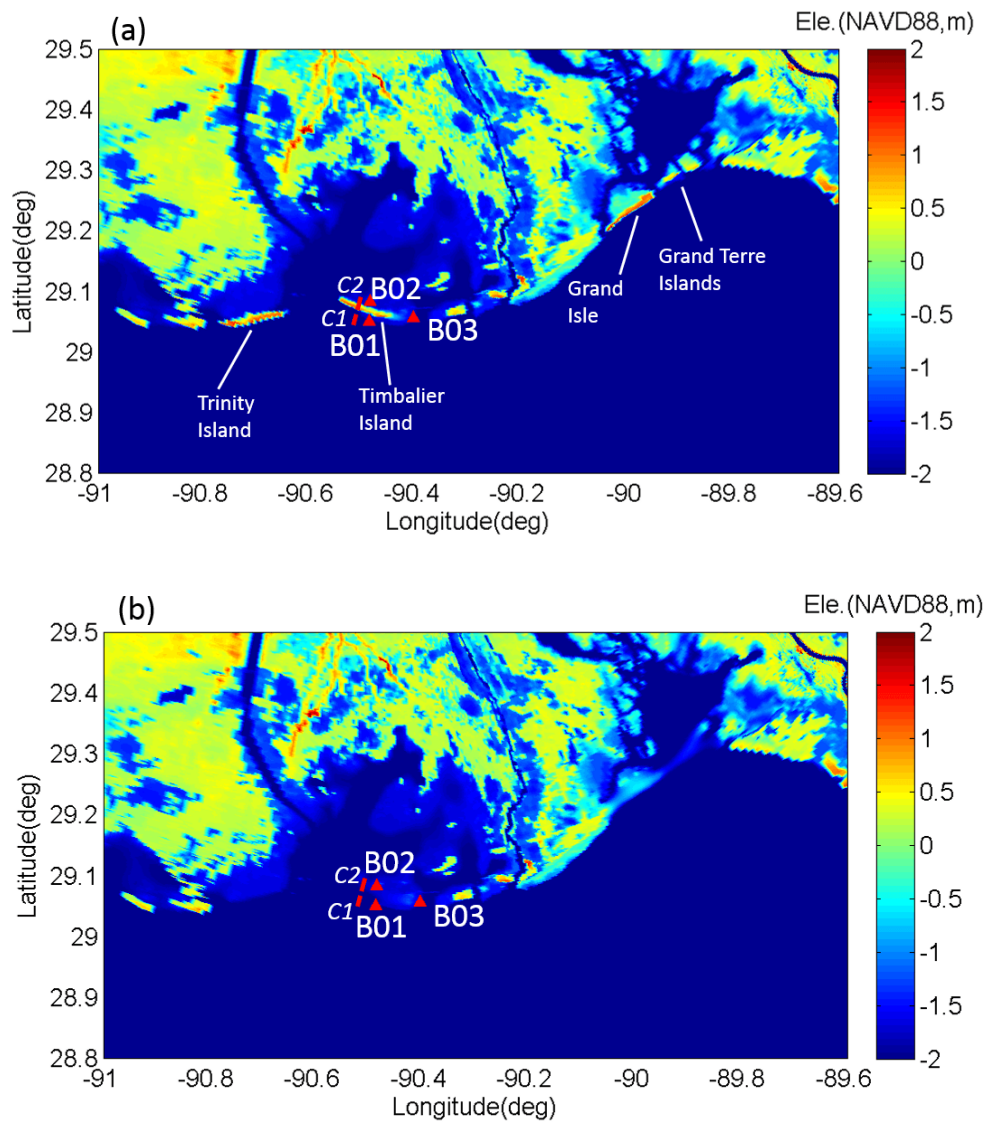 (a)
Ele.(NAVD88,m)
29.5
29.4
29.3
29.2
29.1
29
28.9
28.8
Latitude(deg)
C2
B02
C1
B01
B03
Trinity
Island
Timbalier
Island
Grand
Isle
Grand Terre
Islands
2
1.5
1
0.5
0
-0.5
-1
-1.5
-2
-91
-90.8
-90.6
-90.4
-90.2
-90
-89.8
-89.6
Longitude(deg)
(b)
Ele.(NAVD88,m)
29.5
29.4
29.3
29.2
29.1
29
28.9
28.8
Latitude(deg)
C2
B02
C1
B01
B03
2
1.5
1
0.5
0
-0.5
-1
-1.5
-2
-91
-90.8
-90.6
-90.4
-90.2
-90
-89.8
-89.6
Longitude(deg)